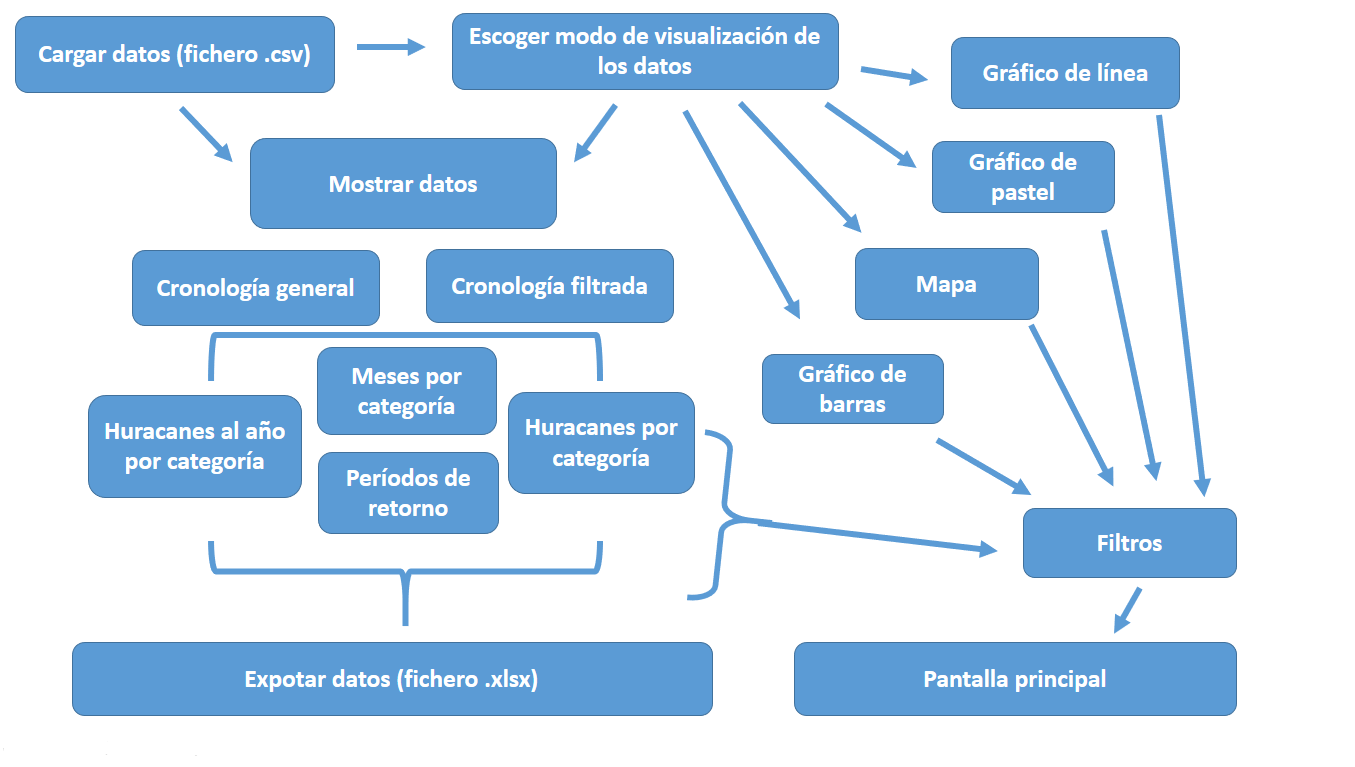 Cargar datos (fichero .csv)
Escoger modo de visualización de
los datos
Gráfico de línea
Mostrar datos
Gráfico de
pastel
Cronología general
Cronología filtrada
Mapa
Meses por
categoría
Gráfico de
barras
Huracanes al año
por categoría
Huracanes por
categoría
Períodos de
retorno
Filtros
Expotar datos (fichero .xlsx)
Pantalla principal